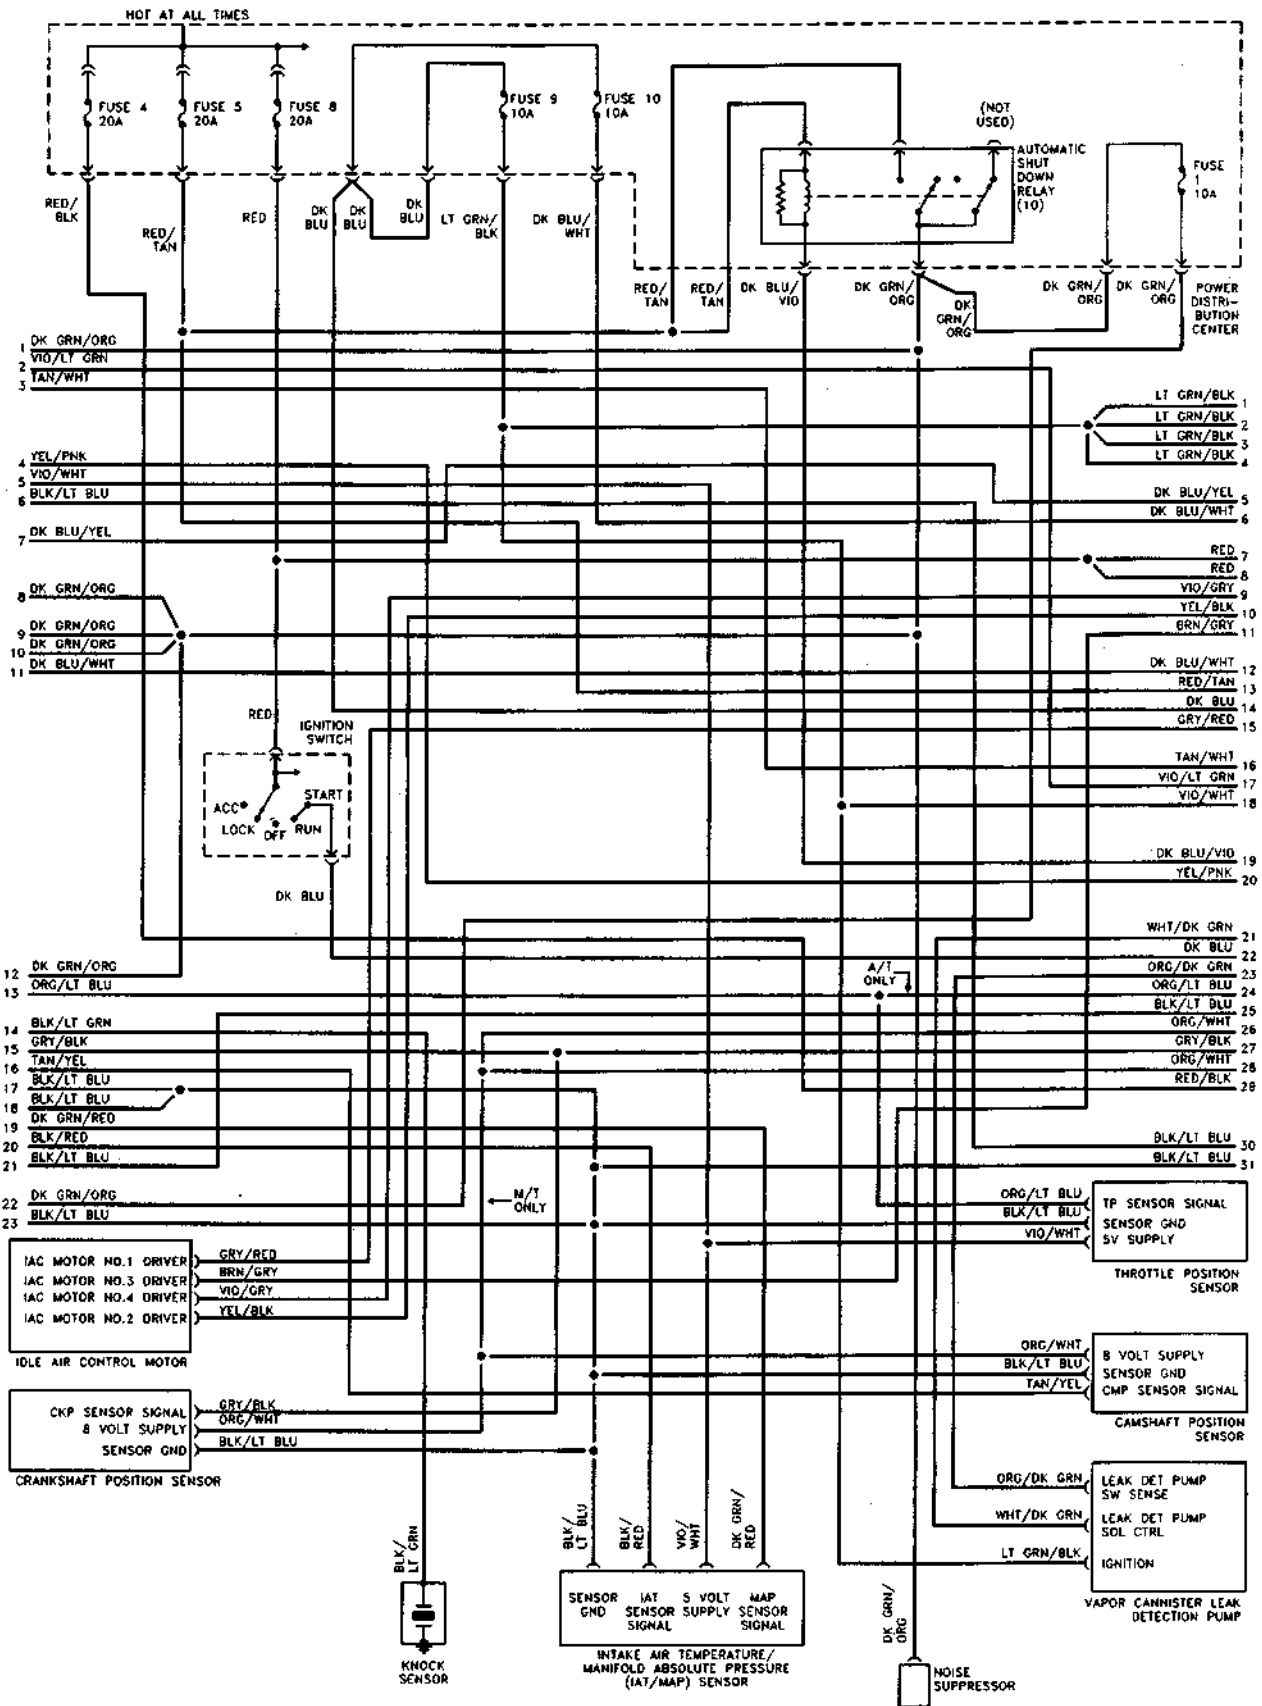 HOT AT ALL TIMES
FUSE 4
20A
FUSE 5
20A
FUSE 8
20A
FUSE 9
10A
FUSE 10
10A
(NOT
USED)
AUTOMATIC
SHUT
DOWN
RELAY
(10)
FUSE
1
10A
RED/
BLK
RED/
TAN
RED
DK
BLU
DK
BLU
DK
BLU
LT GRN/
BLK
DK BLU/
WHT
RED/
TAN
RED/
TAN
DK BLU/
VIO
DK GRN/
ORG
DK
GRN/
ORG
DK GRN/
ORG
DK GRN/
ORG
POWER
DISTRI-
BUTION
CENTER
1 DK GRN/ORG
2 VIO/LT GRN
3 TAN/WHT
4 YEL/PNK
5 VIO/WHT
6 BLK/LT BLU
7 DK BLU/YEL
8 DK GRN/ORG
9 DK GRN/ORG
10 DK GRN/ORG
11 DK BLU/WHT
LT GRN/BLK 1
LT GRN/BLK 2
LT GRN/BLK 3
LT GRN/BLK 4
DK BLU/YEL 5
DK BLU/WHT 6
RED 7
RED 8
VIO/GRY 9
YEL/BLK 10
BRN/GRY 11
DK BLU/WHT 12
RED/TAN 13
DK BLU 14
GRY/RED 15
TAN/WHT 16
VIO/LT GRN 17
VIO/WHT 18
DK BLU/VIO 19
YEL/PNK 20
WHT/DK GRN 21
DK BLU 22
ORG/DK GRN 23
ORG/LT BLU 24
BLK/LT BLU 25
ORG/WHT 26
GRY/BLK 27
ORG/WHT 28
RED/BLK 29
BLK/LT BLU 30
BLK/LT BLU 31
RED
IGNITION
SWITCH
ACC
LOCK
OFF
RUN
START
DK BLU
A/T
ONLY
12 DK GRN/ORG
13 ORG/LT BLU
14 BLK/LT GRN
15 GRY/BLK
16 TAN/YEL
17 BLK/LT BLU
18 BLK/LT BLU
19 DK GRN/RED
20 BLK/RED
21 BLK/LT BLU
22 DK GRN/ORG
23 BLK/LT BLU
M/T
ONLY
ORG/LT BLU TP SENSOR SIGNAL
BLK/LT BLU SENSOR GND
VIO/WHT 5V SUPPLY
THROTTLE POSITION
SENSOR
IAC MOTOR NO.1 DRIVER GRY/RED
IAC MOTOR NO.3 DRIVER BRN/GRY
IAC MOTOR NO.4 DRIVER VIO/GRY
IAC MOTOR NO.2 DRIVER YEL/BLK
IDLE AIR CONTROL MOTOR
ORG/WHT 8 VOLT SUPPLY
BLK/LT BLU SENSOR GND
TAN/YEL CMP SENSOR SIGNAL
CAMSHAFT POSITION
SENSOR
CKP SENSOR SIGNAL GRY/BLK
8 VOLT SUPPLY ORG/WHT
SENSOR GND BLK/LT BLU
CRANKSHAFT POSITION SENSOR
ORG/DK GRN LEAK DET PUMP
SW SENSE
WHT/DK GRN LEAK DET PUMP
SOL CTRL
LT GRN/BLK IGNITION
VAPOR CANNISTER LEAK
DETECTION PUMP
BLK/
LT GRN
KNOCK
SENSOR
BLK/
LT BLU
BLK/
RED
VIO/
WHT
DK GRN/
RED
SENSOR
GND
IAT
SENSOR
SIGNAL
5 VOLT
SUPPLY
MAP
SENSOR
SIGNAL
INTAKE AIR TEMPERATURE/
MANIFOLD ABSOLUTE PRESSURE
(IAT/MAP) SENSOR
DK GRN/
ORG
NOISE
SUPPRESSOR